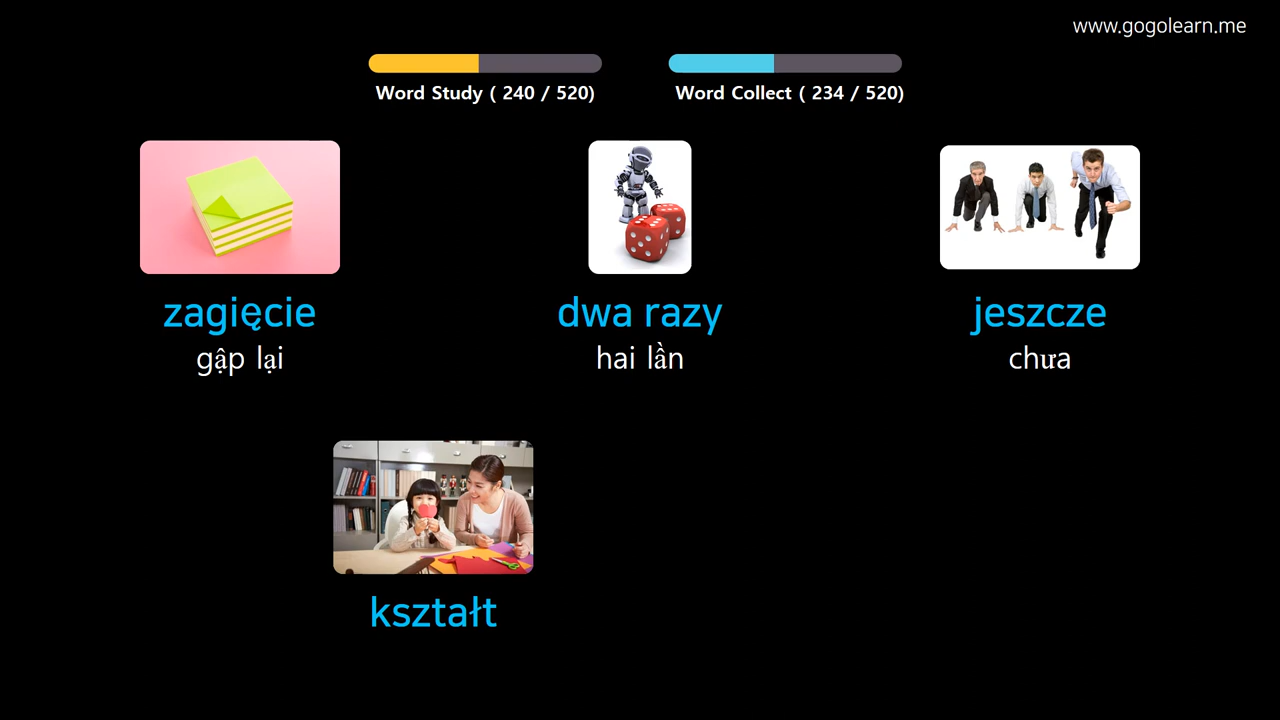 www.gogolearn.me
Word Study ( 240 / 520)
Word Collect ( 234 / 520)
zagięcie
gập lại
dwa razy
hai lần
jeszcze
chưa
kształt